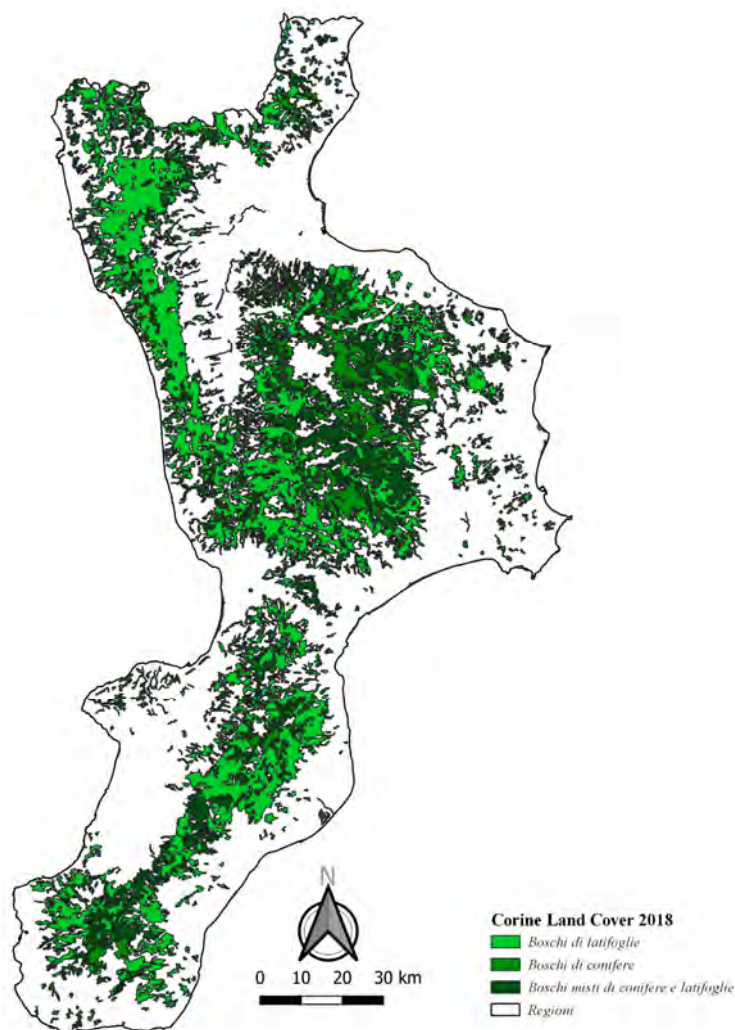 N
0 10 20 30 km
Corine Land Cover 2018
Boschi di latifoglie
Boschi di conifere
Boschi misti di conifere e latifoglie
Regioni